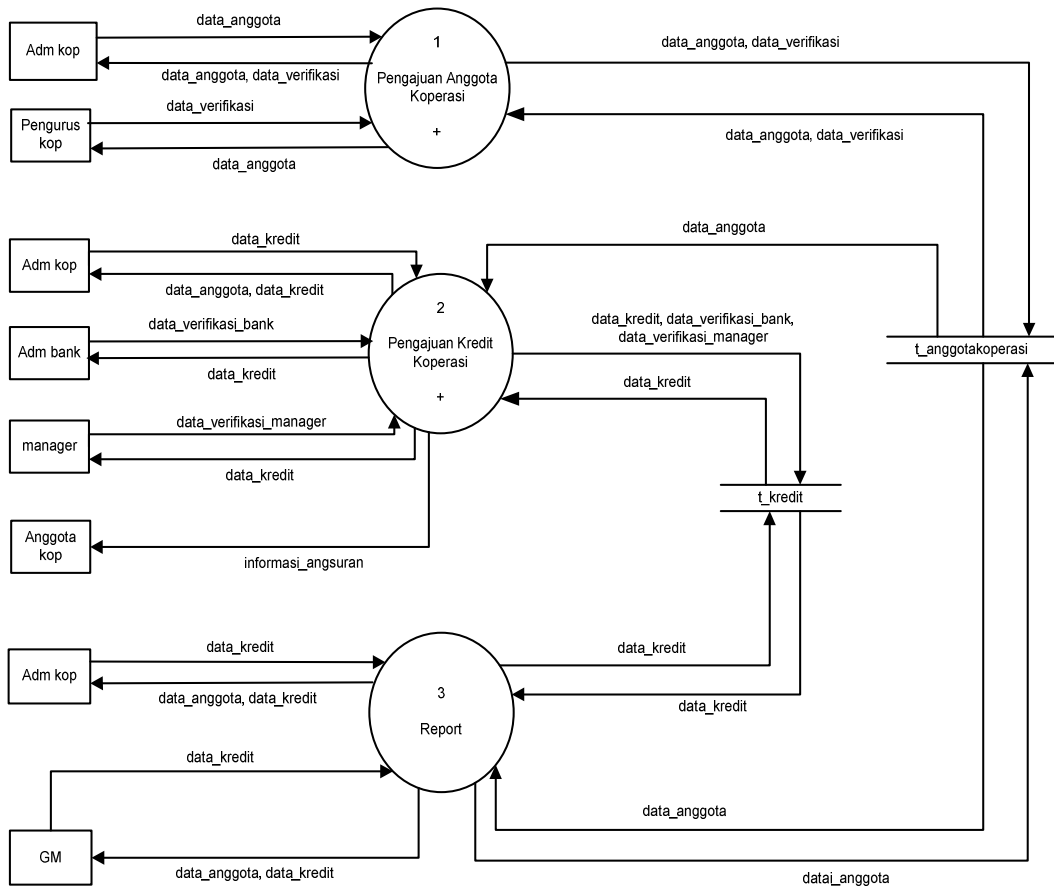 data_anggota
Adm kop
data_anggota, data_verifikasi
1
Pengajuan Anggota
Koperasi
+
data_anggota, data_verifikasi
data_verifikasi
Pengurus
kop
data_anggota
data_anggota, data_verifikasi
data_kredit
Adm kop
data_anggota, data_kredit
data_anggota
data_verifikasi_bank
Adm bank
data_kredit
2
Pengajuan Kredit
Koperasi
+
data_kredit, data_verifikasi_bank,
data_verifikasi_manager
data_kredit
t_anggotakoperasi
data_verifikasi_manager
manager
data_kredit
t_kredit
Anggota
kop
informasi_angsuran
data_kredit
Adm kop
data_anggota, data_kredit
3
Report
data_kredit
data_kredit
data_kredit
GM
data_anggota, data_kredit
data_anggota
datai_anggota